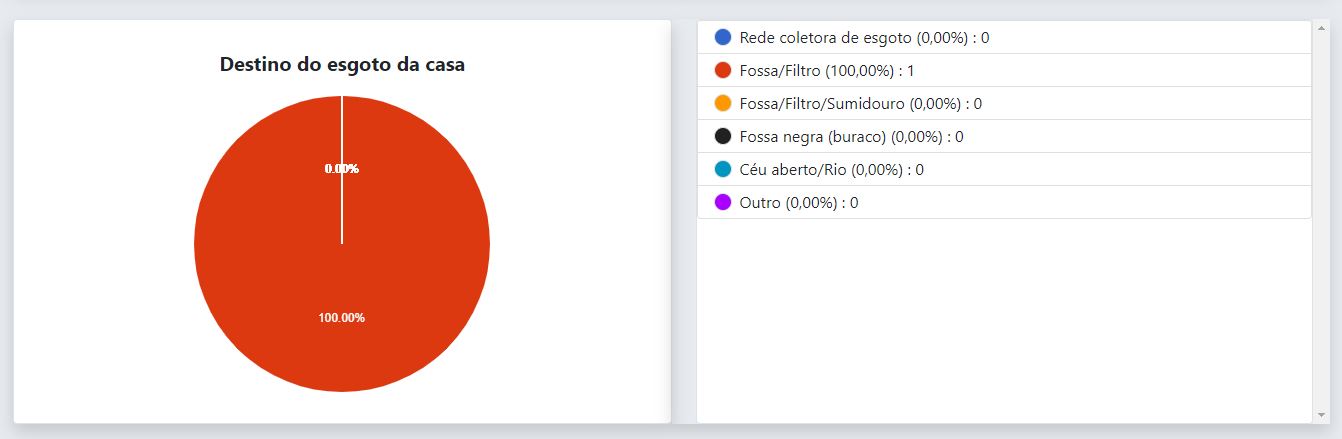 Destino do esgoto da casa
0.00%
100.00%
Rede coletora de esgoto (0,00%) : 0
Fossa/Filtro (100,00%) : 1
Fossa/Filtro/Sumidouro (0,00%) : 0
Fossa negra (buraco) (0,00%) : 0
Céu aberto/Rio (0,00%) : 0
Outro (0,00%) : 0